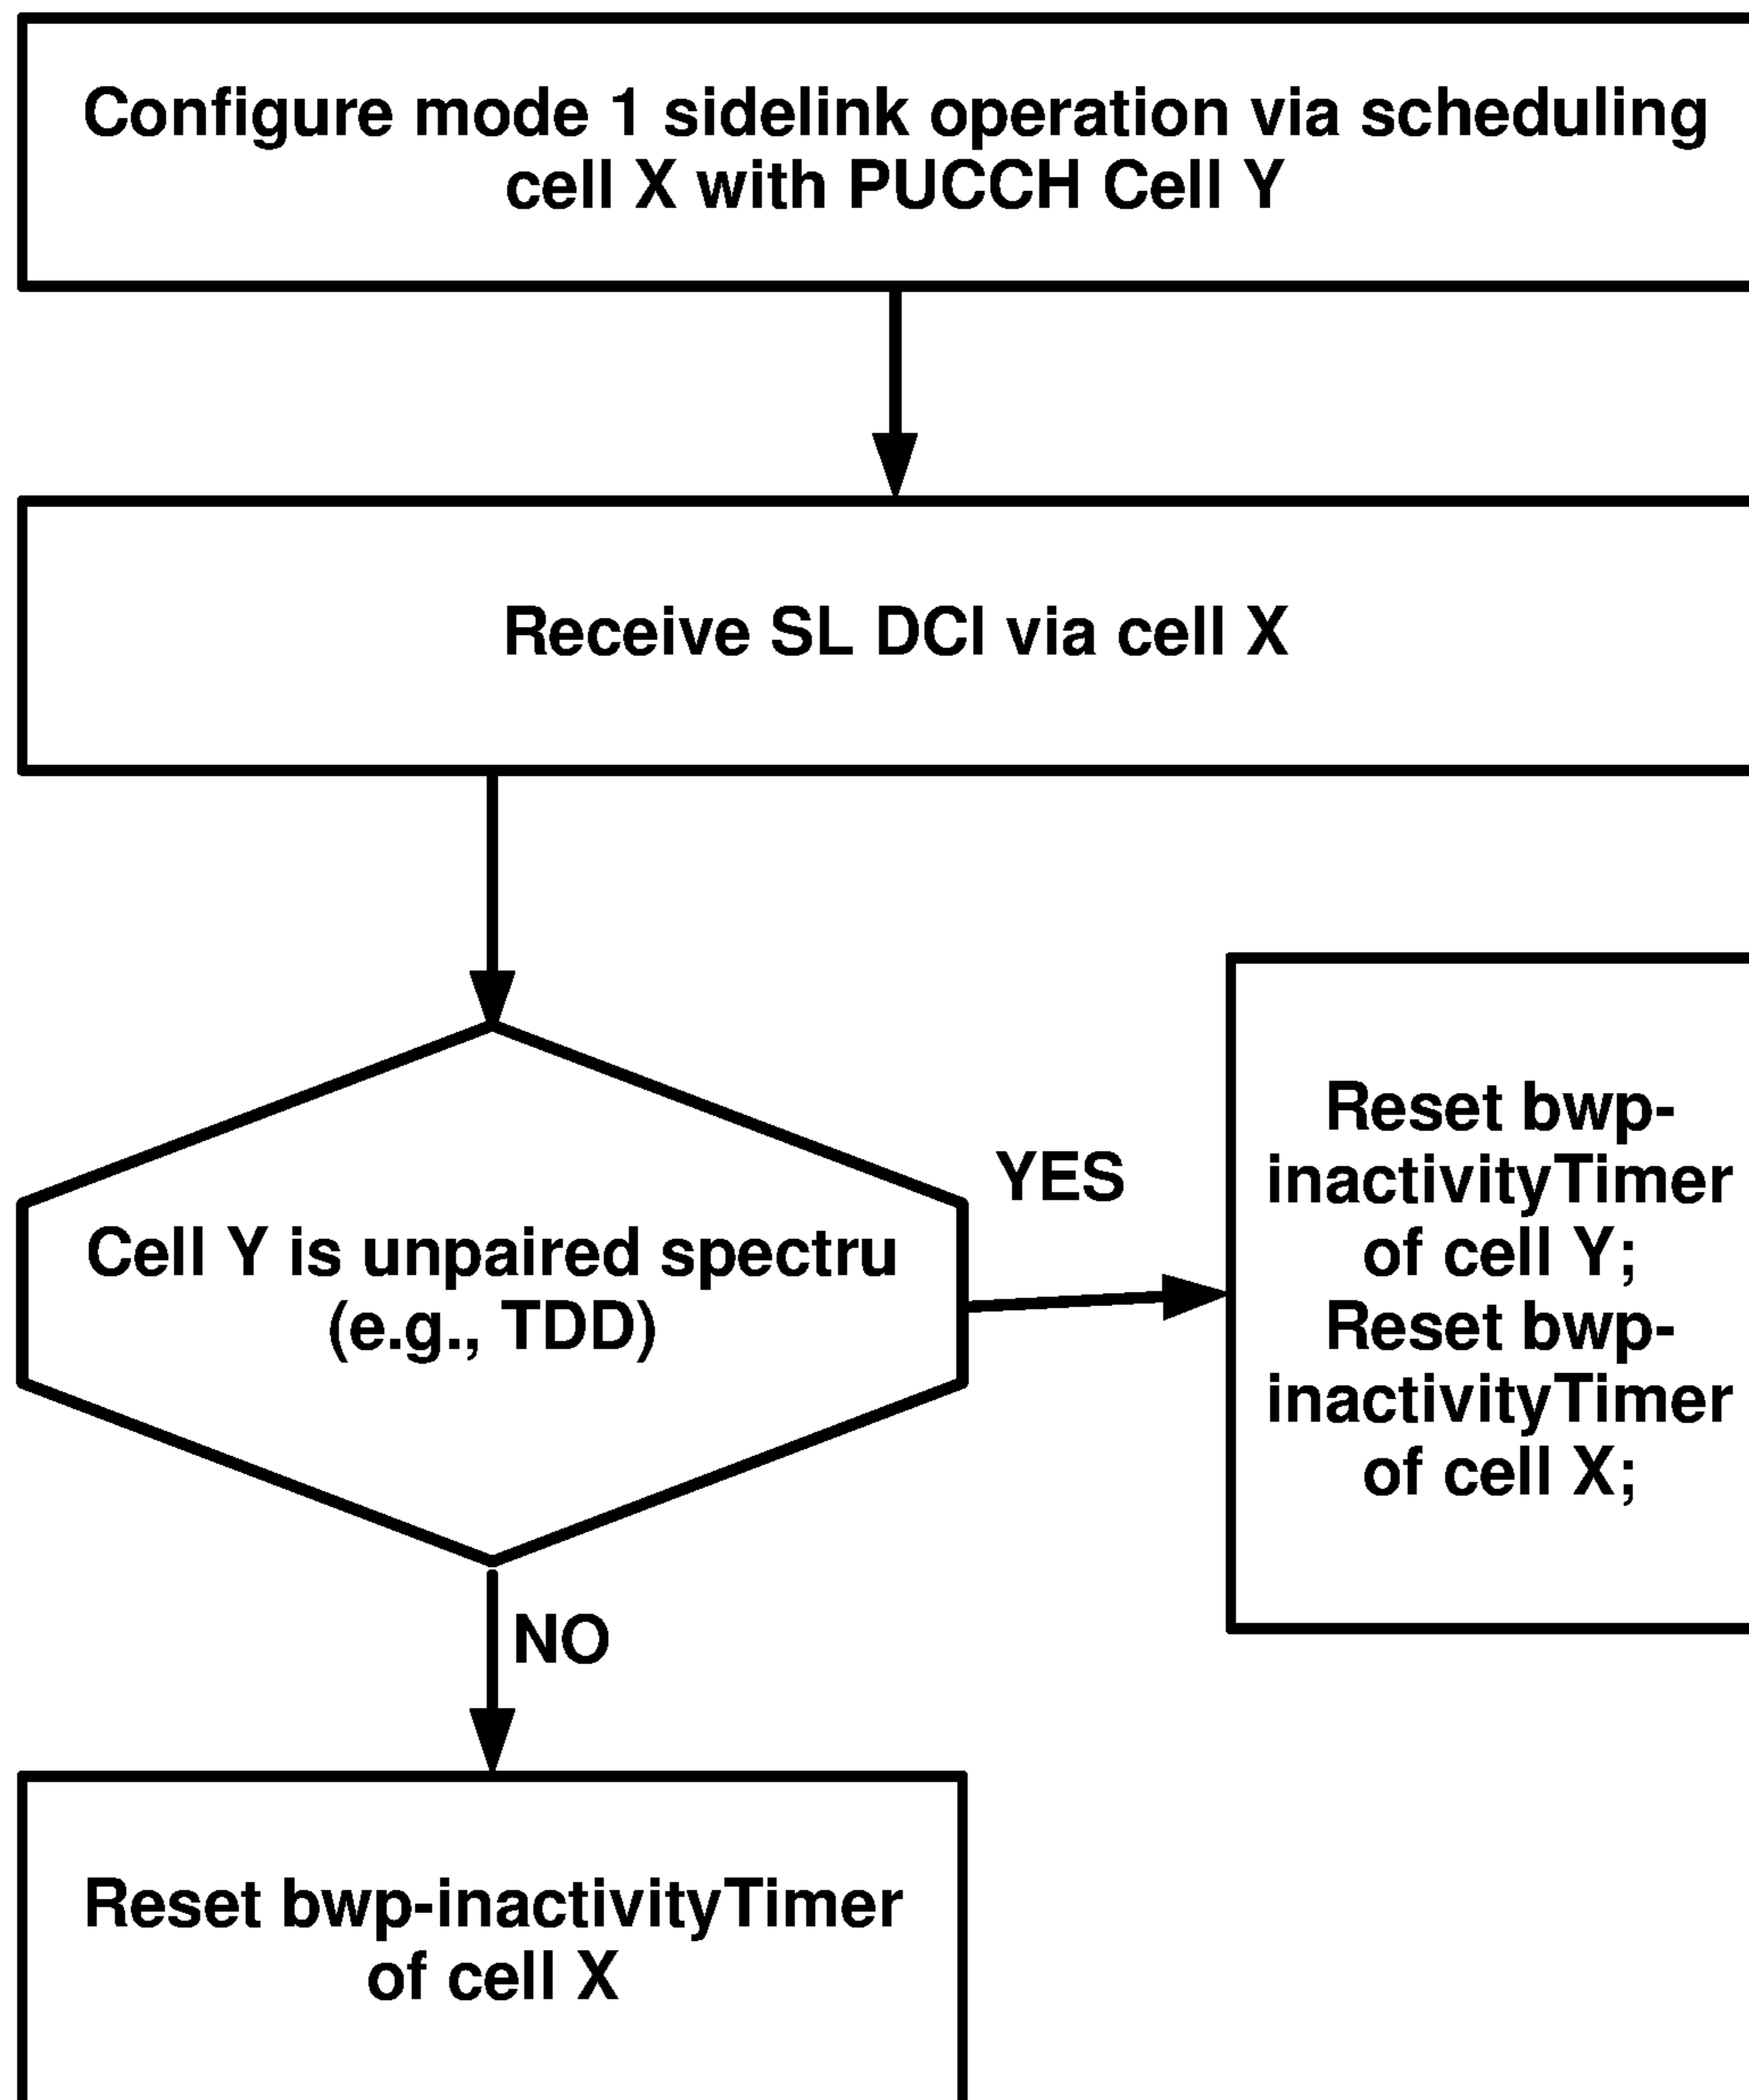 Configure mode 1 sidelink operation via scheduling
cell X with PUCCH Cell Y
Receive SL DCI via cell X
Cell Y is unpaired spectru
(e.g., TDD)
YES
Reset bwp-
inactivityTimer
of cell Y;
Reset bwp-
inactivityTimer
of cell X;
NO
Reset bwp-inactivityTimer
of cell X